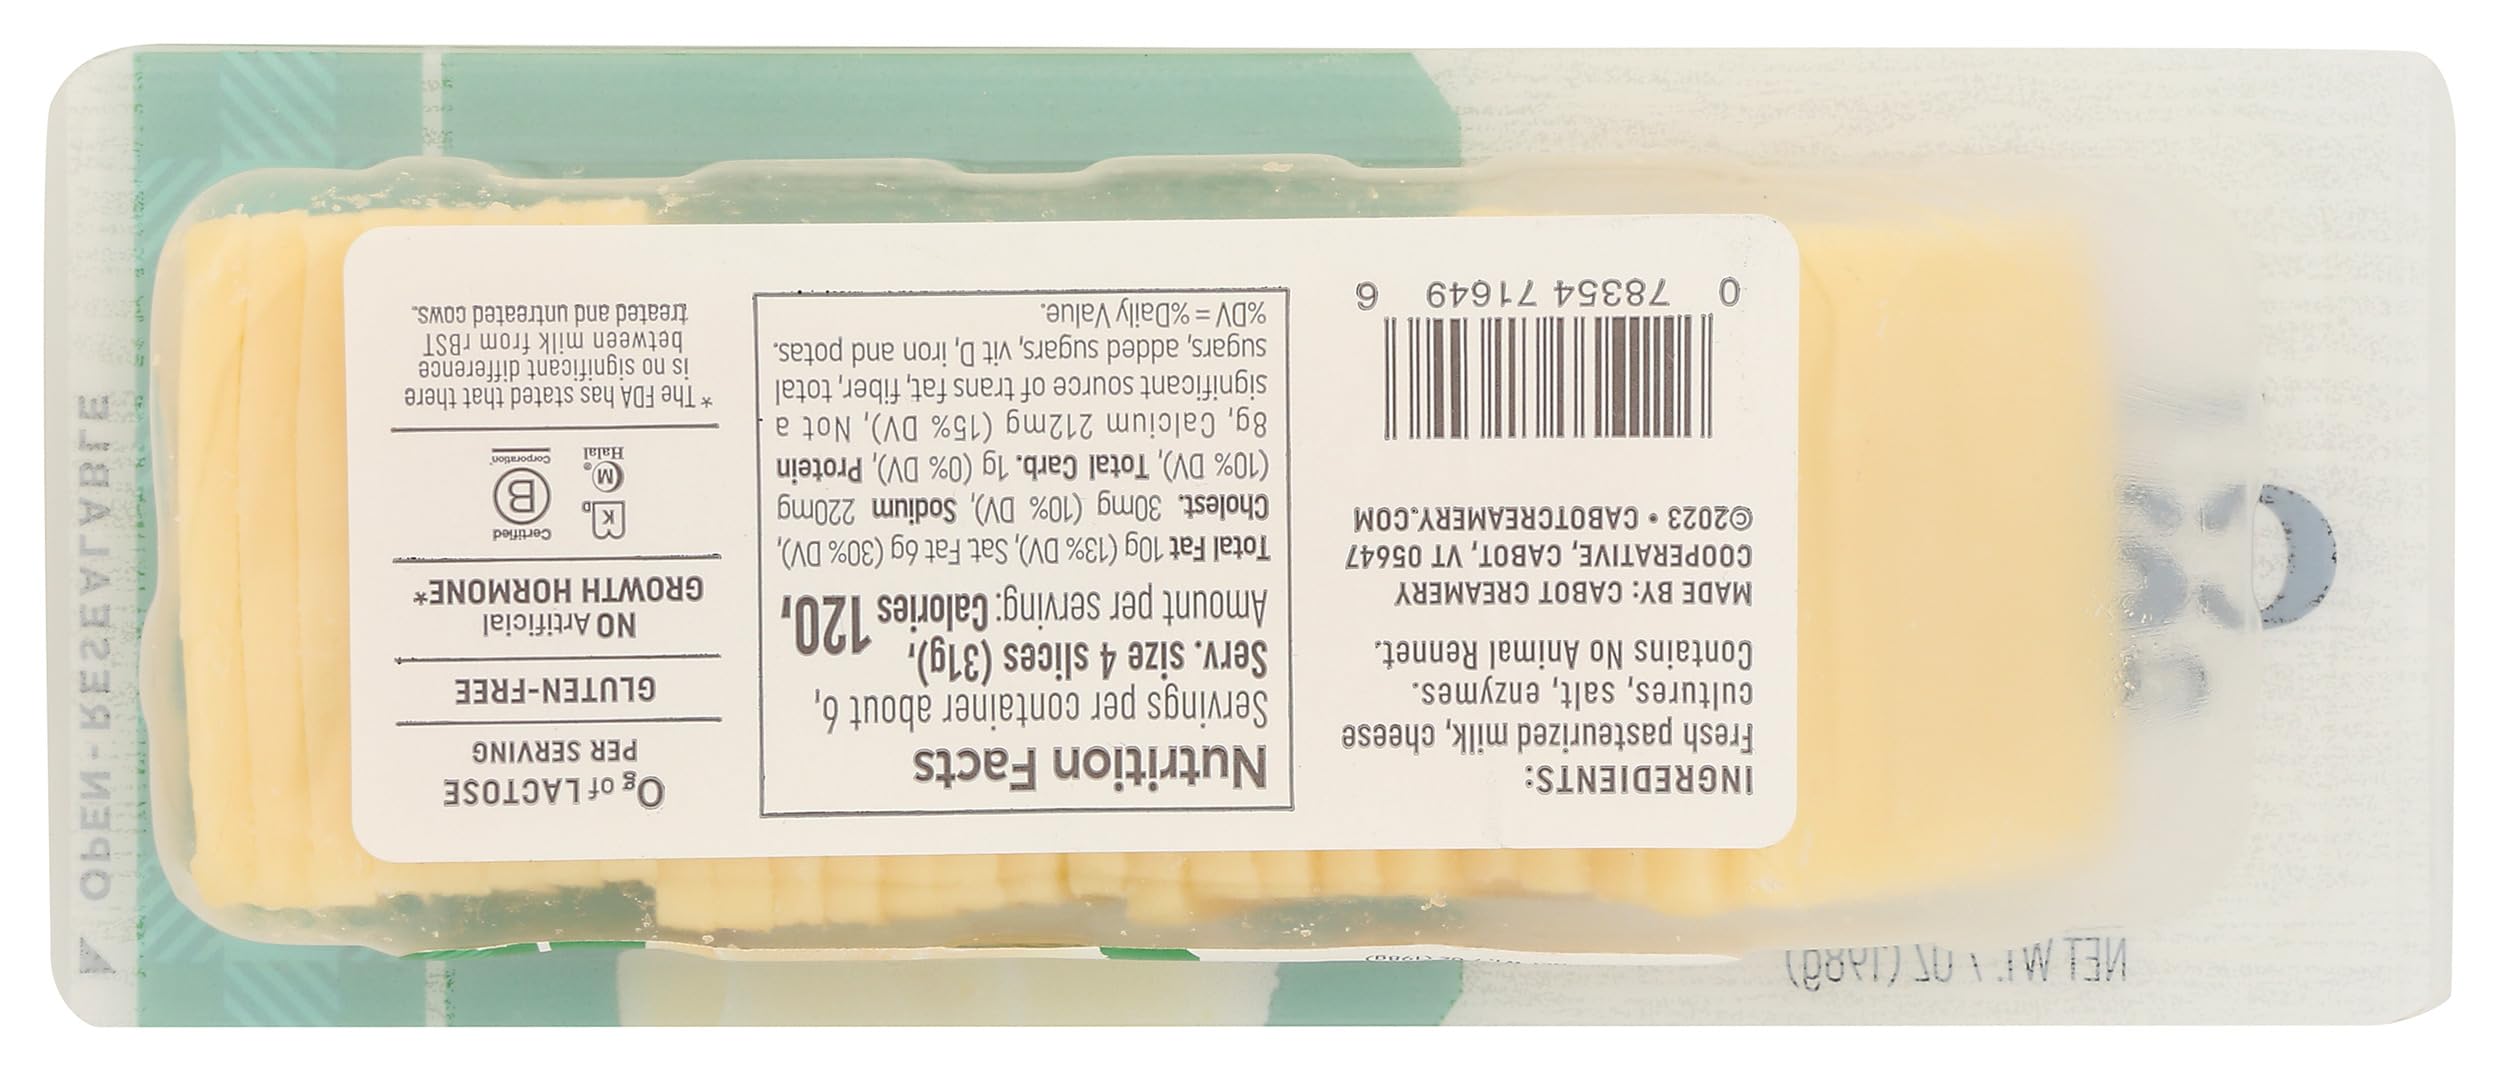 INGREDIENTS:
Fresh pasteurized milk, cheese
cultures, salt, enzymes.
Contains No Animal Rennet.
MADE BY: CABOT CREAMERY
COOPERATIVE, CABOT, VT 05647
©2023 • CABOTCREAMERY.COM
0 78354 71649 6
Nutrition Facts
Servings per container about 6,
Serv. size 4 slices (31g),
Amount per serving: Calories 120,
Total Fat 10g (13% DV), Sat. Fat 6g (30% DV),
Cholest. 30mg (10% DV), Sodium 220mg
(10% DV), Total Carb. 1g (0% DV), Protein
8g, Calcium 212mg (15% DV), Not a
significant source of trans fat, fiber, total
sugars, added sugars, vit D, iron and potas.
%DV = %Daily Value.
0g of LACTOSE
PER SERVING
GLUTEN-FREE
NO Artificial
GROWTH HORMONE*
K D
M ®
Halal
Certified
B
Corporation
* The FDA has stated that there
is no significant difference
between milk from rBST
treated and untreated cows.
OPEN - RESEALABLE
NET WT. 7 OZ (198g)